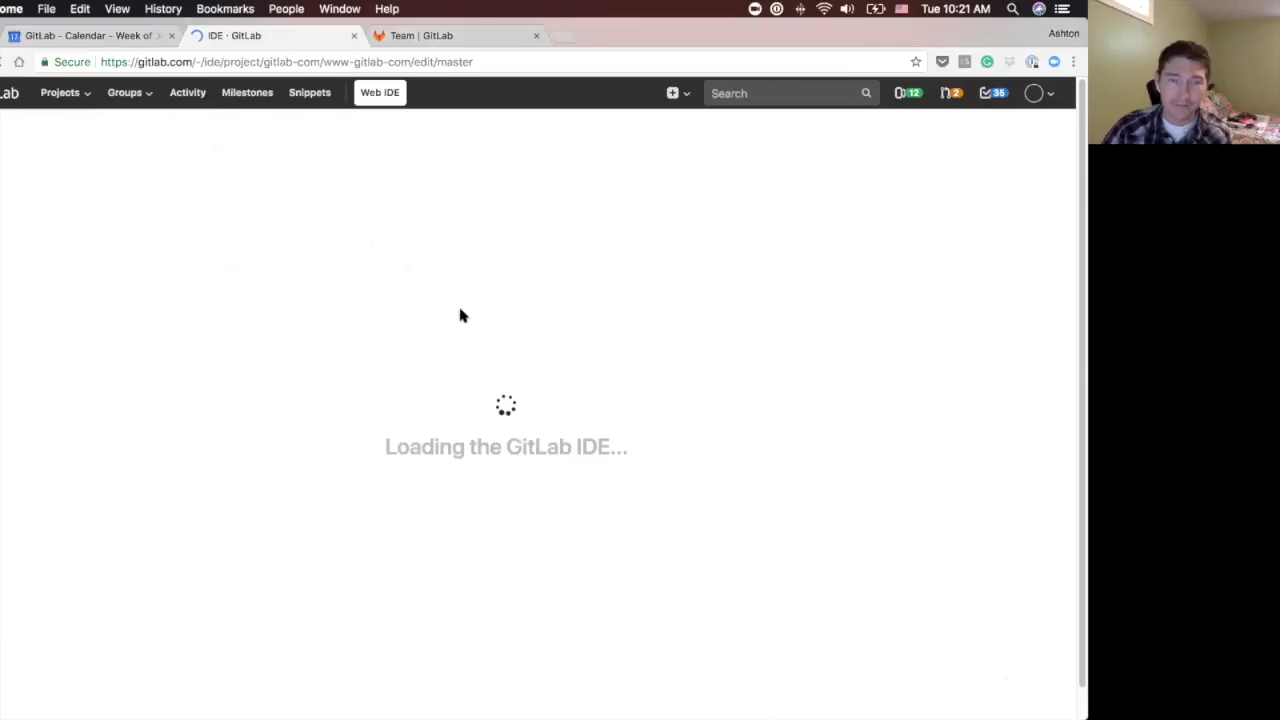 ome File Edit View History Bookmarks People Window Help Tue 10:21 AM
GitLab - Calendar - Week of J × IDE · GitLab × Team | GitLab × Ashton
Secure https://gitlab.com/-/ide/project/gitlab-com/www-gitlab-com/edit/master
Lab Projects Groups Activity Milestones Snippets Web IDE Search 12 2 35
Loading the GitLab IDE...